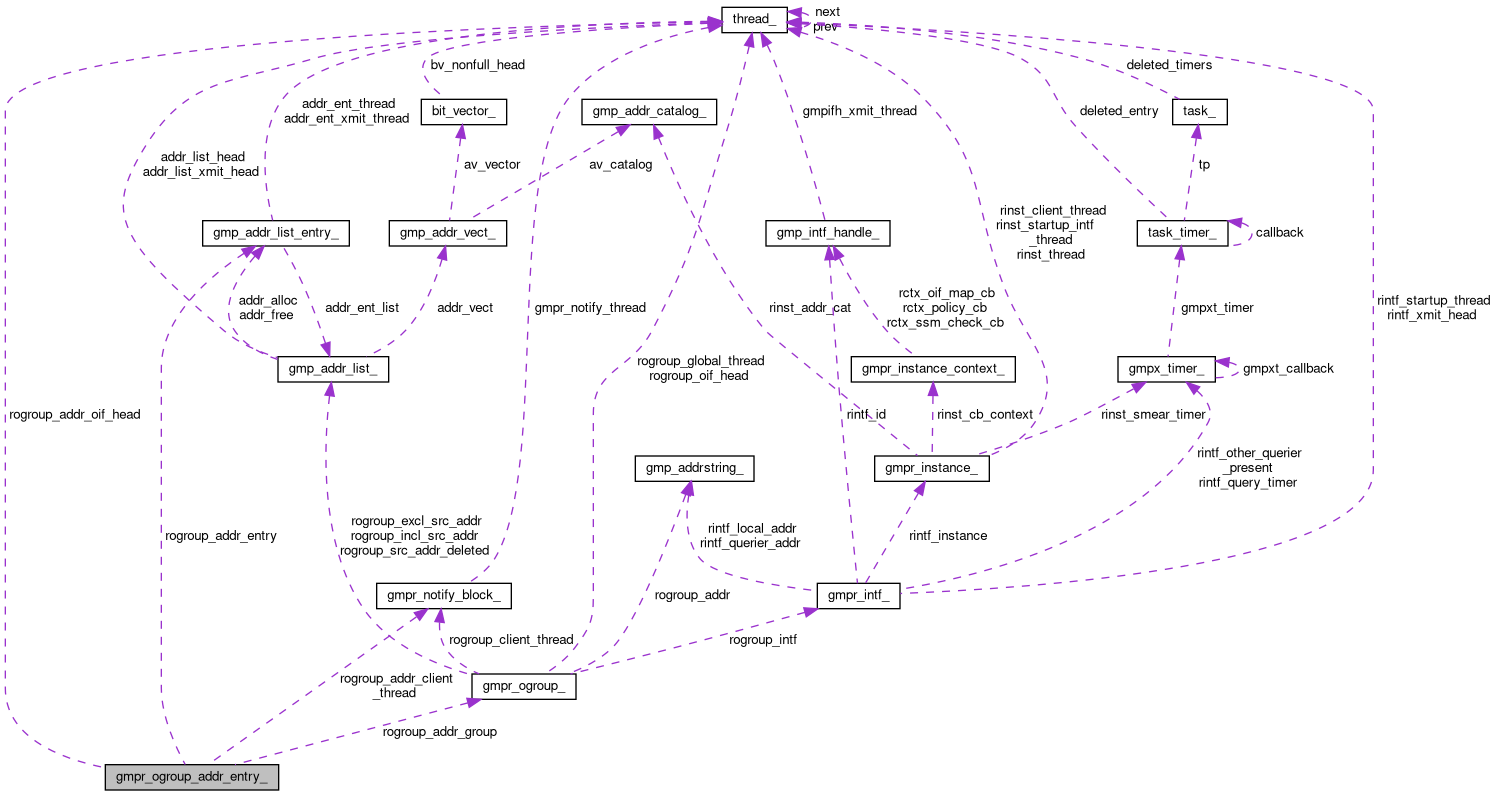 thread_
next
prev
bv_nonfull_head
deleted_timers
addr_ent_thread
addr_ent_xmit_thread
bit_vector_
gmp_addr_catalog_
gmpifh_xmit_thread
deleted_entry
task_
addr_list_head
addr_list_xmit_head
av_vector
av_catalog
tp
gmp_addr_list_entry_
gmp_addr_vect_
gmp_intf_handle_
rinst_client_thread
rinst_startup_intf
_thread
rinst_thread
task_timer_
callback
addr_alloc
addr_free
addr_ent_list
addr_vect
gmpr_notify_thread
rinst_addr_cat
rctx_oif_map_cb
rctx_policy_cb
rctx_ssm_check_cb
gmpxt_timer
rintf_startup_thread
rintf_xmit_head
gmp_addr_list_
rogroup_global_thread
rogroup_oif_head
gmpr_instance_context_
gmpx_timer_
gmpxt_callback
rogroup_addr_oif_head
rintf_id
rinst_cb_context
rinst_smear_timer
gmp_addrstring_
gmpr_instance_
rintf_other_querier
_present
rintf_query_timer
rogroup_addr_entry
rogroup_excl_src_addr
rogroup_incl_src_addr
rogroup_src_addr_deleted
rintf_local_addr
rintf_querier_addr
rintf_instance
gmpr_notify_block_
rogroup_addr
gmpr_intf_
rogroup_client_thread
rogroup_intf
rogroup_addr_client
_thread
gmpr_ogroup_
rogroup_addr_group
gmpr_ogroup_addr_entry_